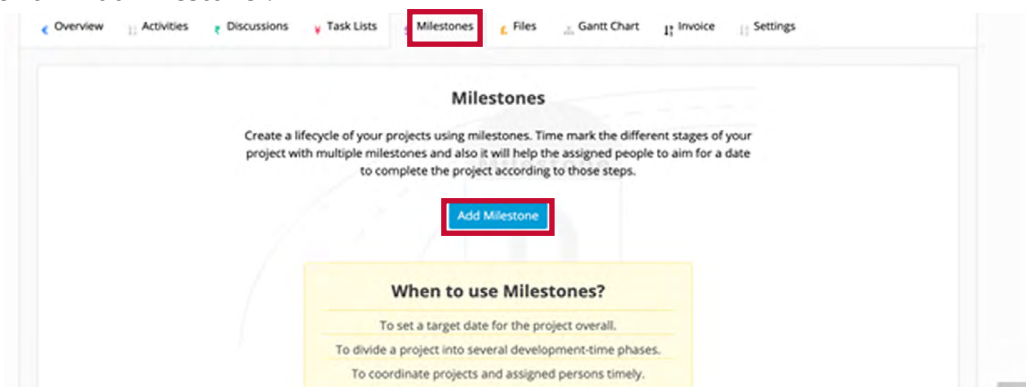 Overview Activities Discussions Task Lists Milestones Files Gantt Chart Invoice Settings
Milestones
Create a lifecycle of your projects using milestones. Time mark the different stages of your
project with multiple milestones and also it will help the assigned people to aim for a date
to complete the project according to those steps.
Milestone
Add Milestone
When to use Milestones?
To set a target date for the project overall.
To divide a project into several development-time phases.
To coordinate projects and assigned persons timely.